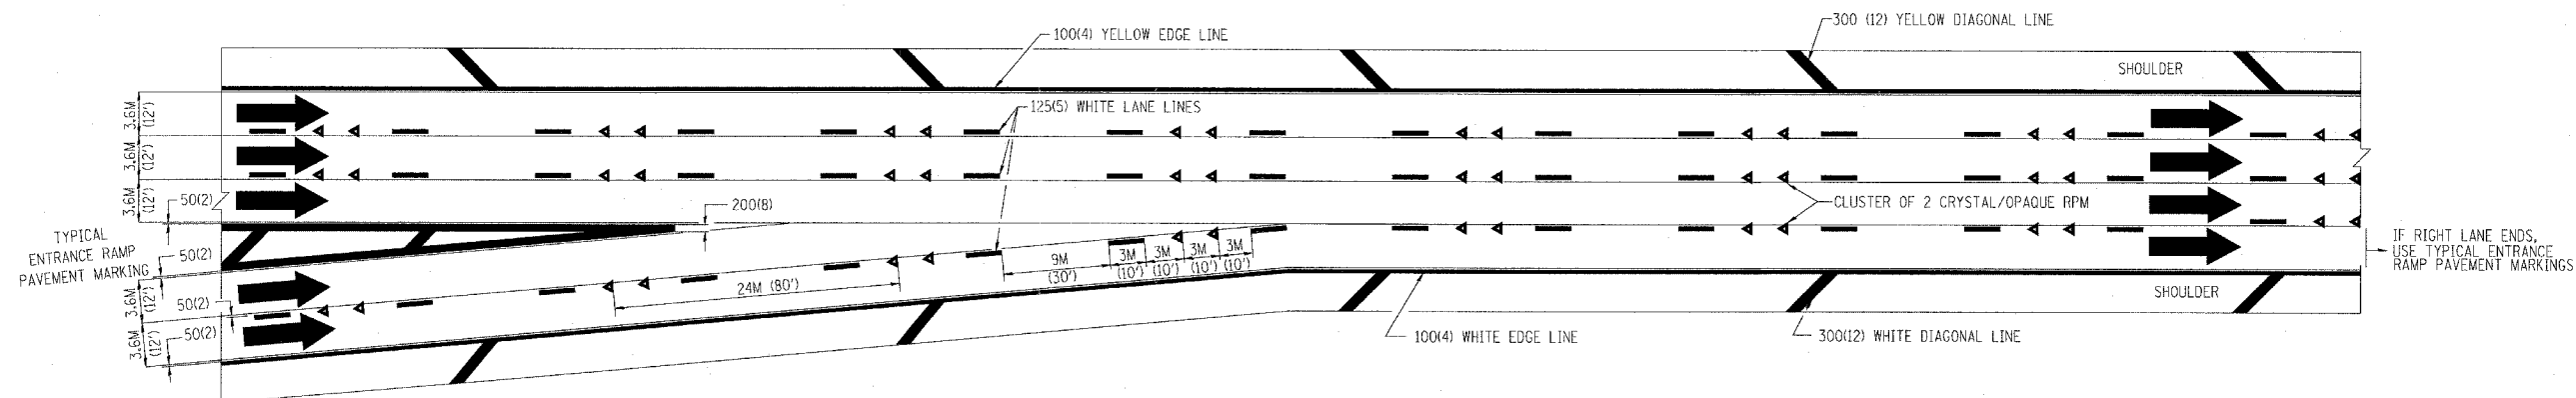 300 (12) YELLOW DIAGONAL LINE
100(4) YELLOW EDGE LINE
SHOULDER
3.6M
(12')
125(5) WHITE LANE LINES
3.6M
(12')
3.6M
(12')
50(2)
200(8)
CLUSTER OF 2 CRYSTAL/OPAQUE RPM
TYPICAL
ENTRANCE RAMP
PAVEMENT MARKING
50(2)
9M
(30')
3M
(10')
3M
(10')
3M
(10')
3M
(10')
IF RIGHT LANE ENDS,
USE TYPICAL ENTRANCE
RAMP PAVEMENT MARKINGS
24M (80')
3.6M
(12')
50(2)
SHOULDER
3.6M
(12')
50(2)
100(4) WHITE EDGE LINE
300(12) WHITE DIAGONAL LINE